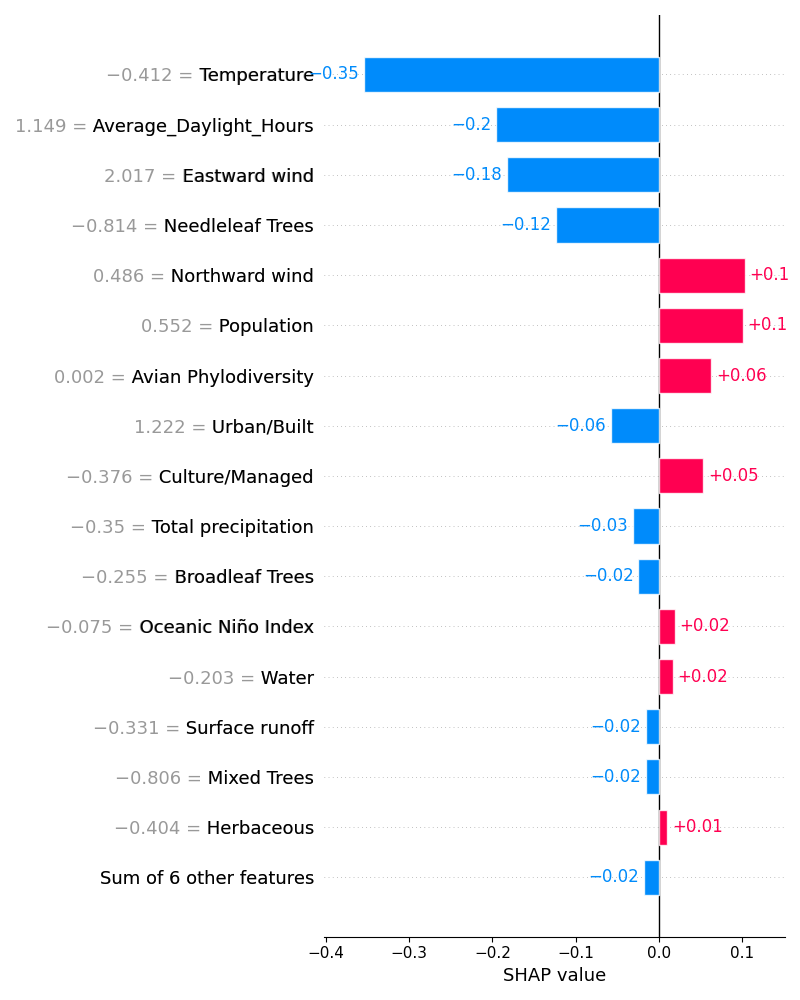 −0.412 = Temperature −0.35
1.149 = Average_Daylight_Hours −0.2
2.017 = Eastward wind −0.18
−0.814 = Needleleaf Trees −0.12
0.486 = Northward wind +0.1
0.552 = Population +0.1
0.002 = Avian Phylodiversity +0.06
1.222 = Urban/Built −0.06
−0.376 = Culture/Managed +0.05
−0.35 = Total precipitation −0.03
−0.255 = Broadleaf Trees −0.02
−0.075 = Oceanic Niño Index +0.02
−0.203 = Water +0.02
−0.331 = Surface runoff −0.02
−0.806 = Mixed Trees −0.02
−0.404 = Herbaceous +0.01
Sum of 6 other features −0.02
−0.4 −0.3 −0.2 −0.1 0.0 0.1
SHAP value